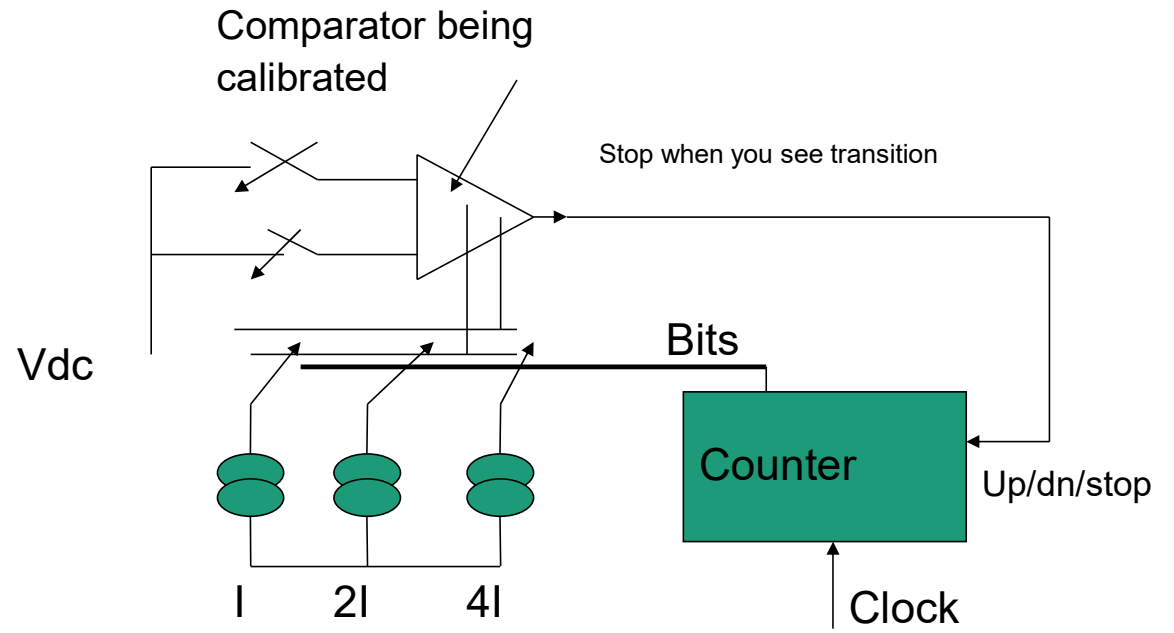 Comparator being
calibrated
Stop when you see transition
Vdc
Bits
Counter
Up/dn/stop
I
2I
4I
Clock